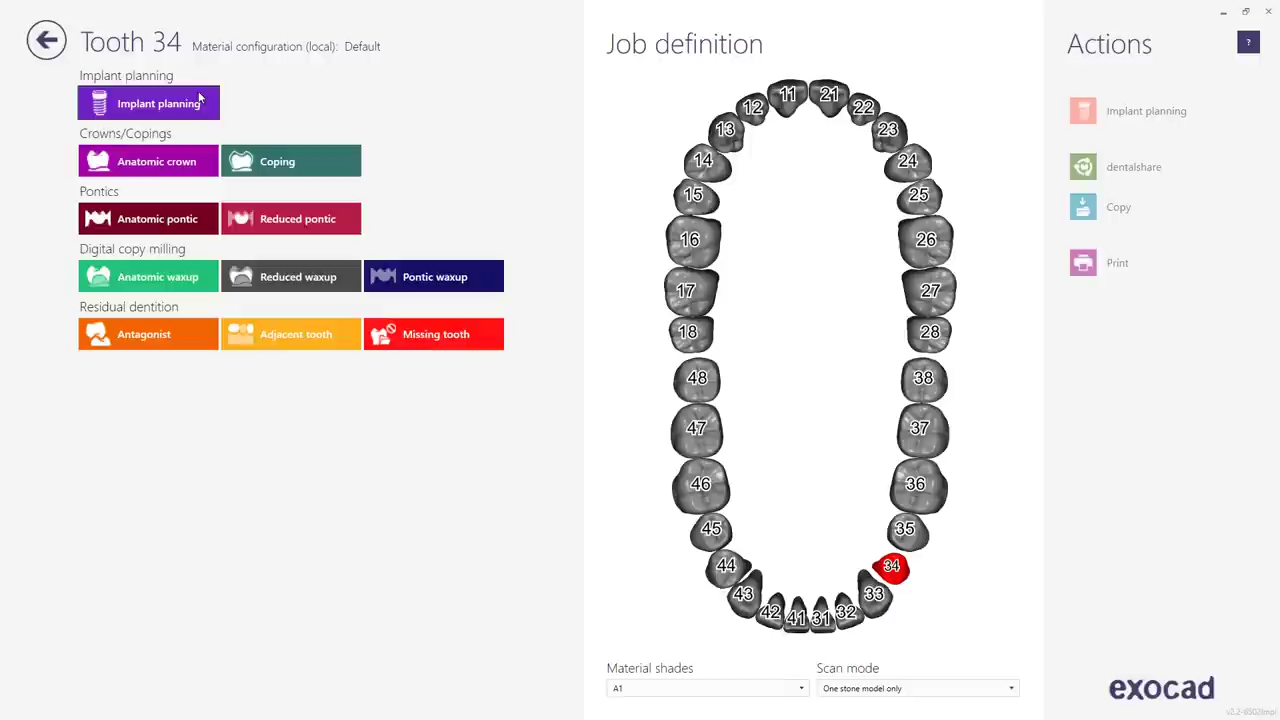 Tooth 34 Material configuration (local): Default
Implant planning
Implant planning
Crowns/Copings
Anatomic crown Coping
Pontics
Anatomic pontic Reduced pontic
Digital copy milling
Anatomic waxup Reduced waxup Pontic waxup
Residual dentition
Antagonist Adjacent tooth Missing tooth
Job definition
11 21
12 22
13 23
14 24
15 25
16 26
17 27
18 28
48 38
47 37
46 36
45 35
44 34
43 33
42 41 31 32
Material shades Scan mode
A1 One stone model only
Actions ?
Implant planning
dentalshare
Copy
Print
exocad